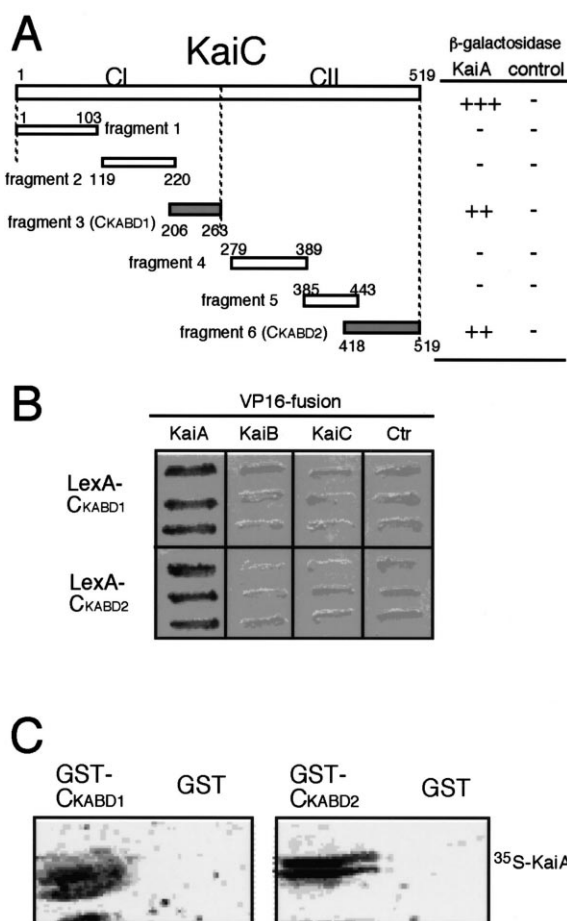 A
KaiC
β-galactosidase
KaiA control
1 CI CII 519
+++ -
1 103 fragment 1 - -
fragment 2 119 220 - -
fragment 3 (CKABD1) 206 263 ++ -
fragment 4 279 389 - -
fragment 5 385 443 - -
fragment 6 (CKABD2) 418 519 ++ -
B
VP16-fusion
KaiA KaiB KaiC Ctr
LexA-
CKABD1
LexA-
CKABD2
C
GST-
CKABD1
GST
GST-
CKABD2
GST
35S-KaiA